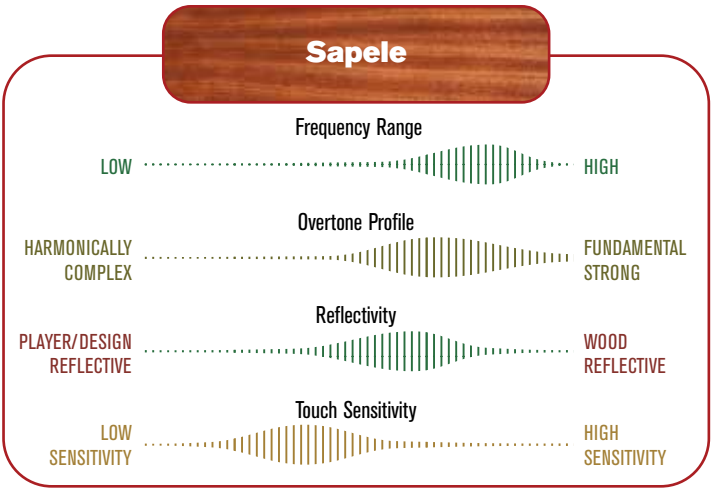 Sapele
Frequency Range
LOW
HIGH
Overtone Profile
HARMONICALLY
COMPLEX
FUNDAMENTAL
STRONG
Reflectivity
PLAYER/DESIGN
REFLECTIVE
WOOD
REFLECTIVE
Touch Sensitivity
LOW
SENSITIVITY
HIGH
SENSITIVITY